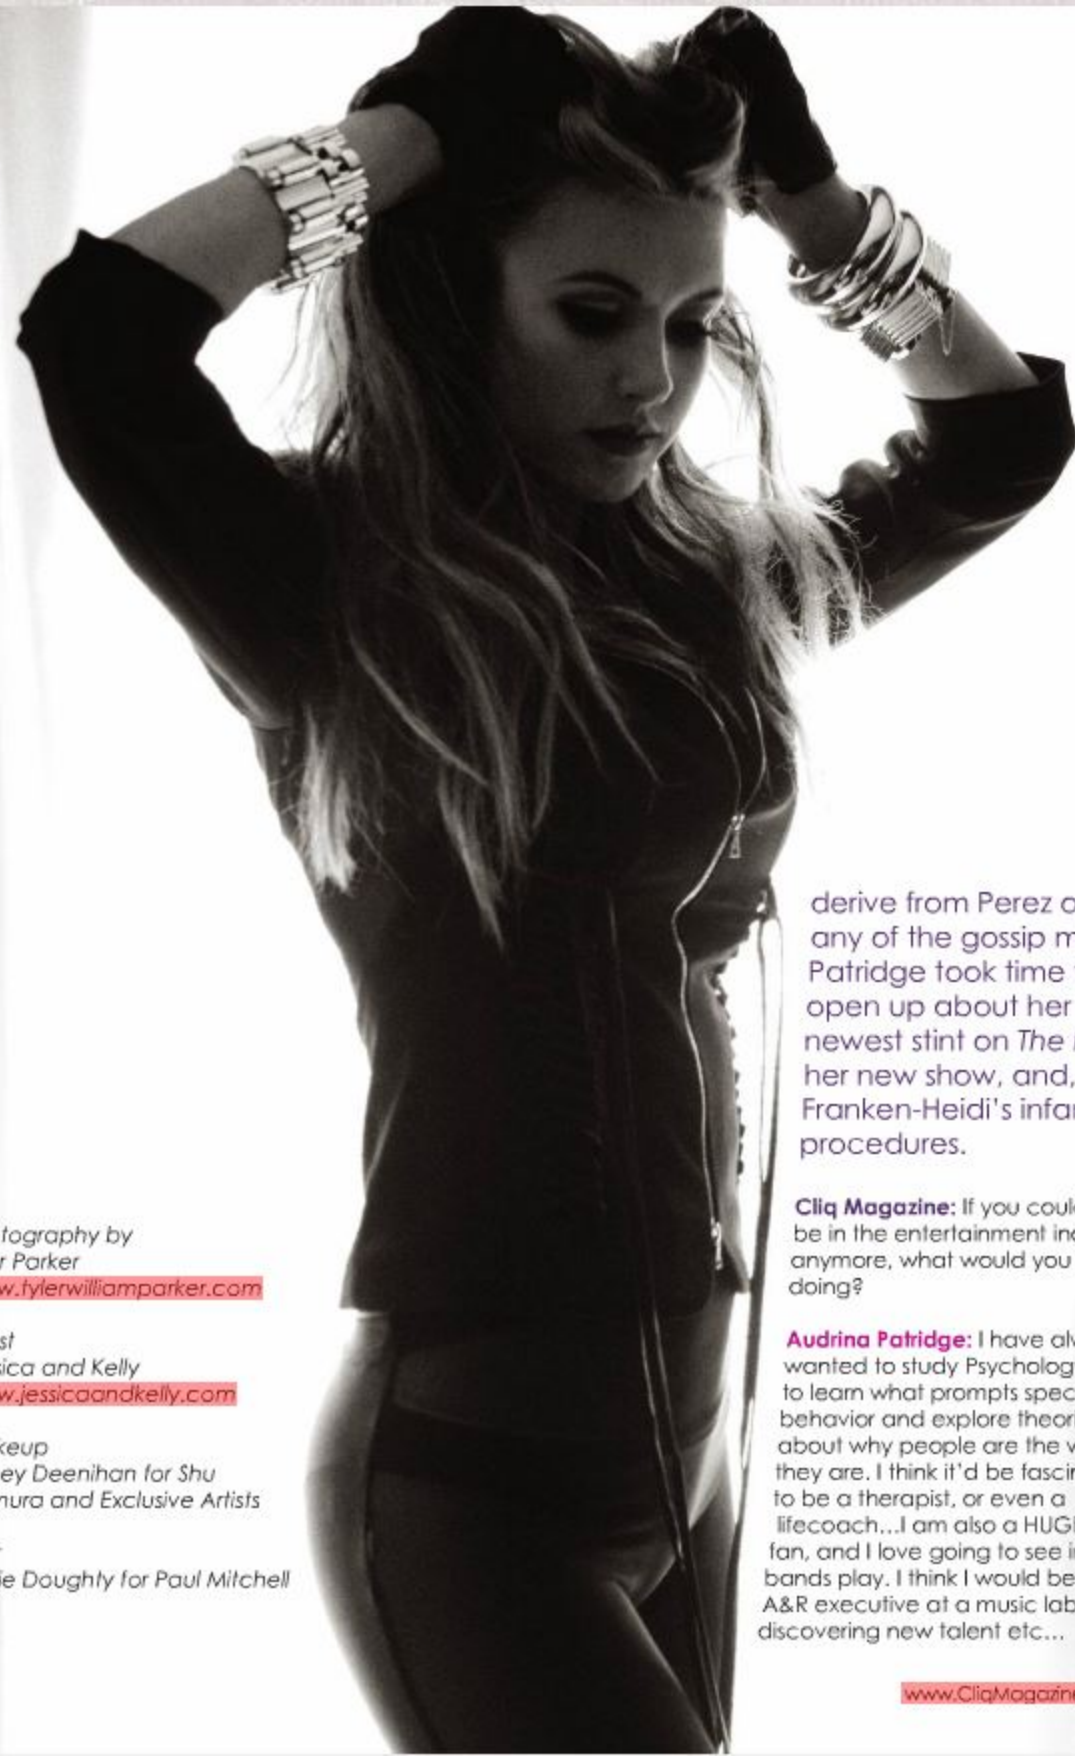 tography by
r Parker
w.tylerwilliamparker.com
st
ica and Kelly
w.jessicaandkelly.com
keup
ey Deenihan for Shu
mura and Exclusive Artists
ie Doughty for Paul Mitchell
derive from Perez o
any of the gossip m
Patridge took time
open up about her
newest stint on The
her new show, and,
Franken-Heidi's infa
procedures.
Cliq Magazine: If you coul
be in the entertainment in
anymore, what would you
doing?
Audrina Patridge: I have al
wanted to study Psycholog
to learn what prompts spec
behavior and explore theor
about why people are the
they are. I think it'd be fasci
to be a therapist, or even a
lifecoach...I am also a HUG
fan, and I love going to see i
bands play. I think I would be
A&R executive at a music lab
discovering new talent etc...
www.CliqMagazine